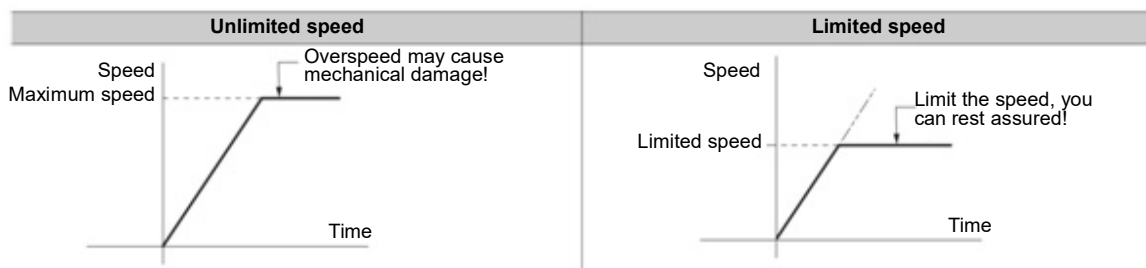 Unlimited speed
Limited speed
Speed
Overspeed may cause
mechanical damage!
Maximum speed
Time
Speed
Limit the speed, you
can rest assured!
Limited speed
Time